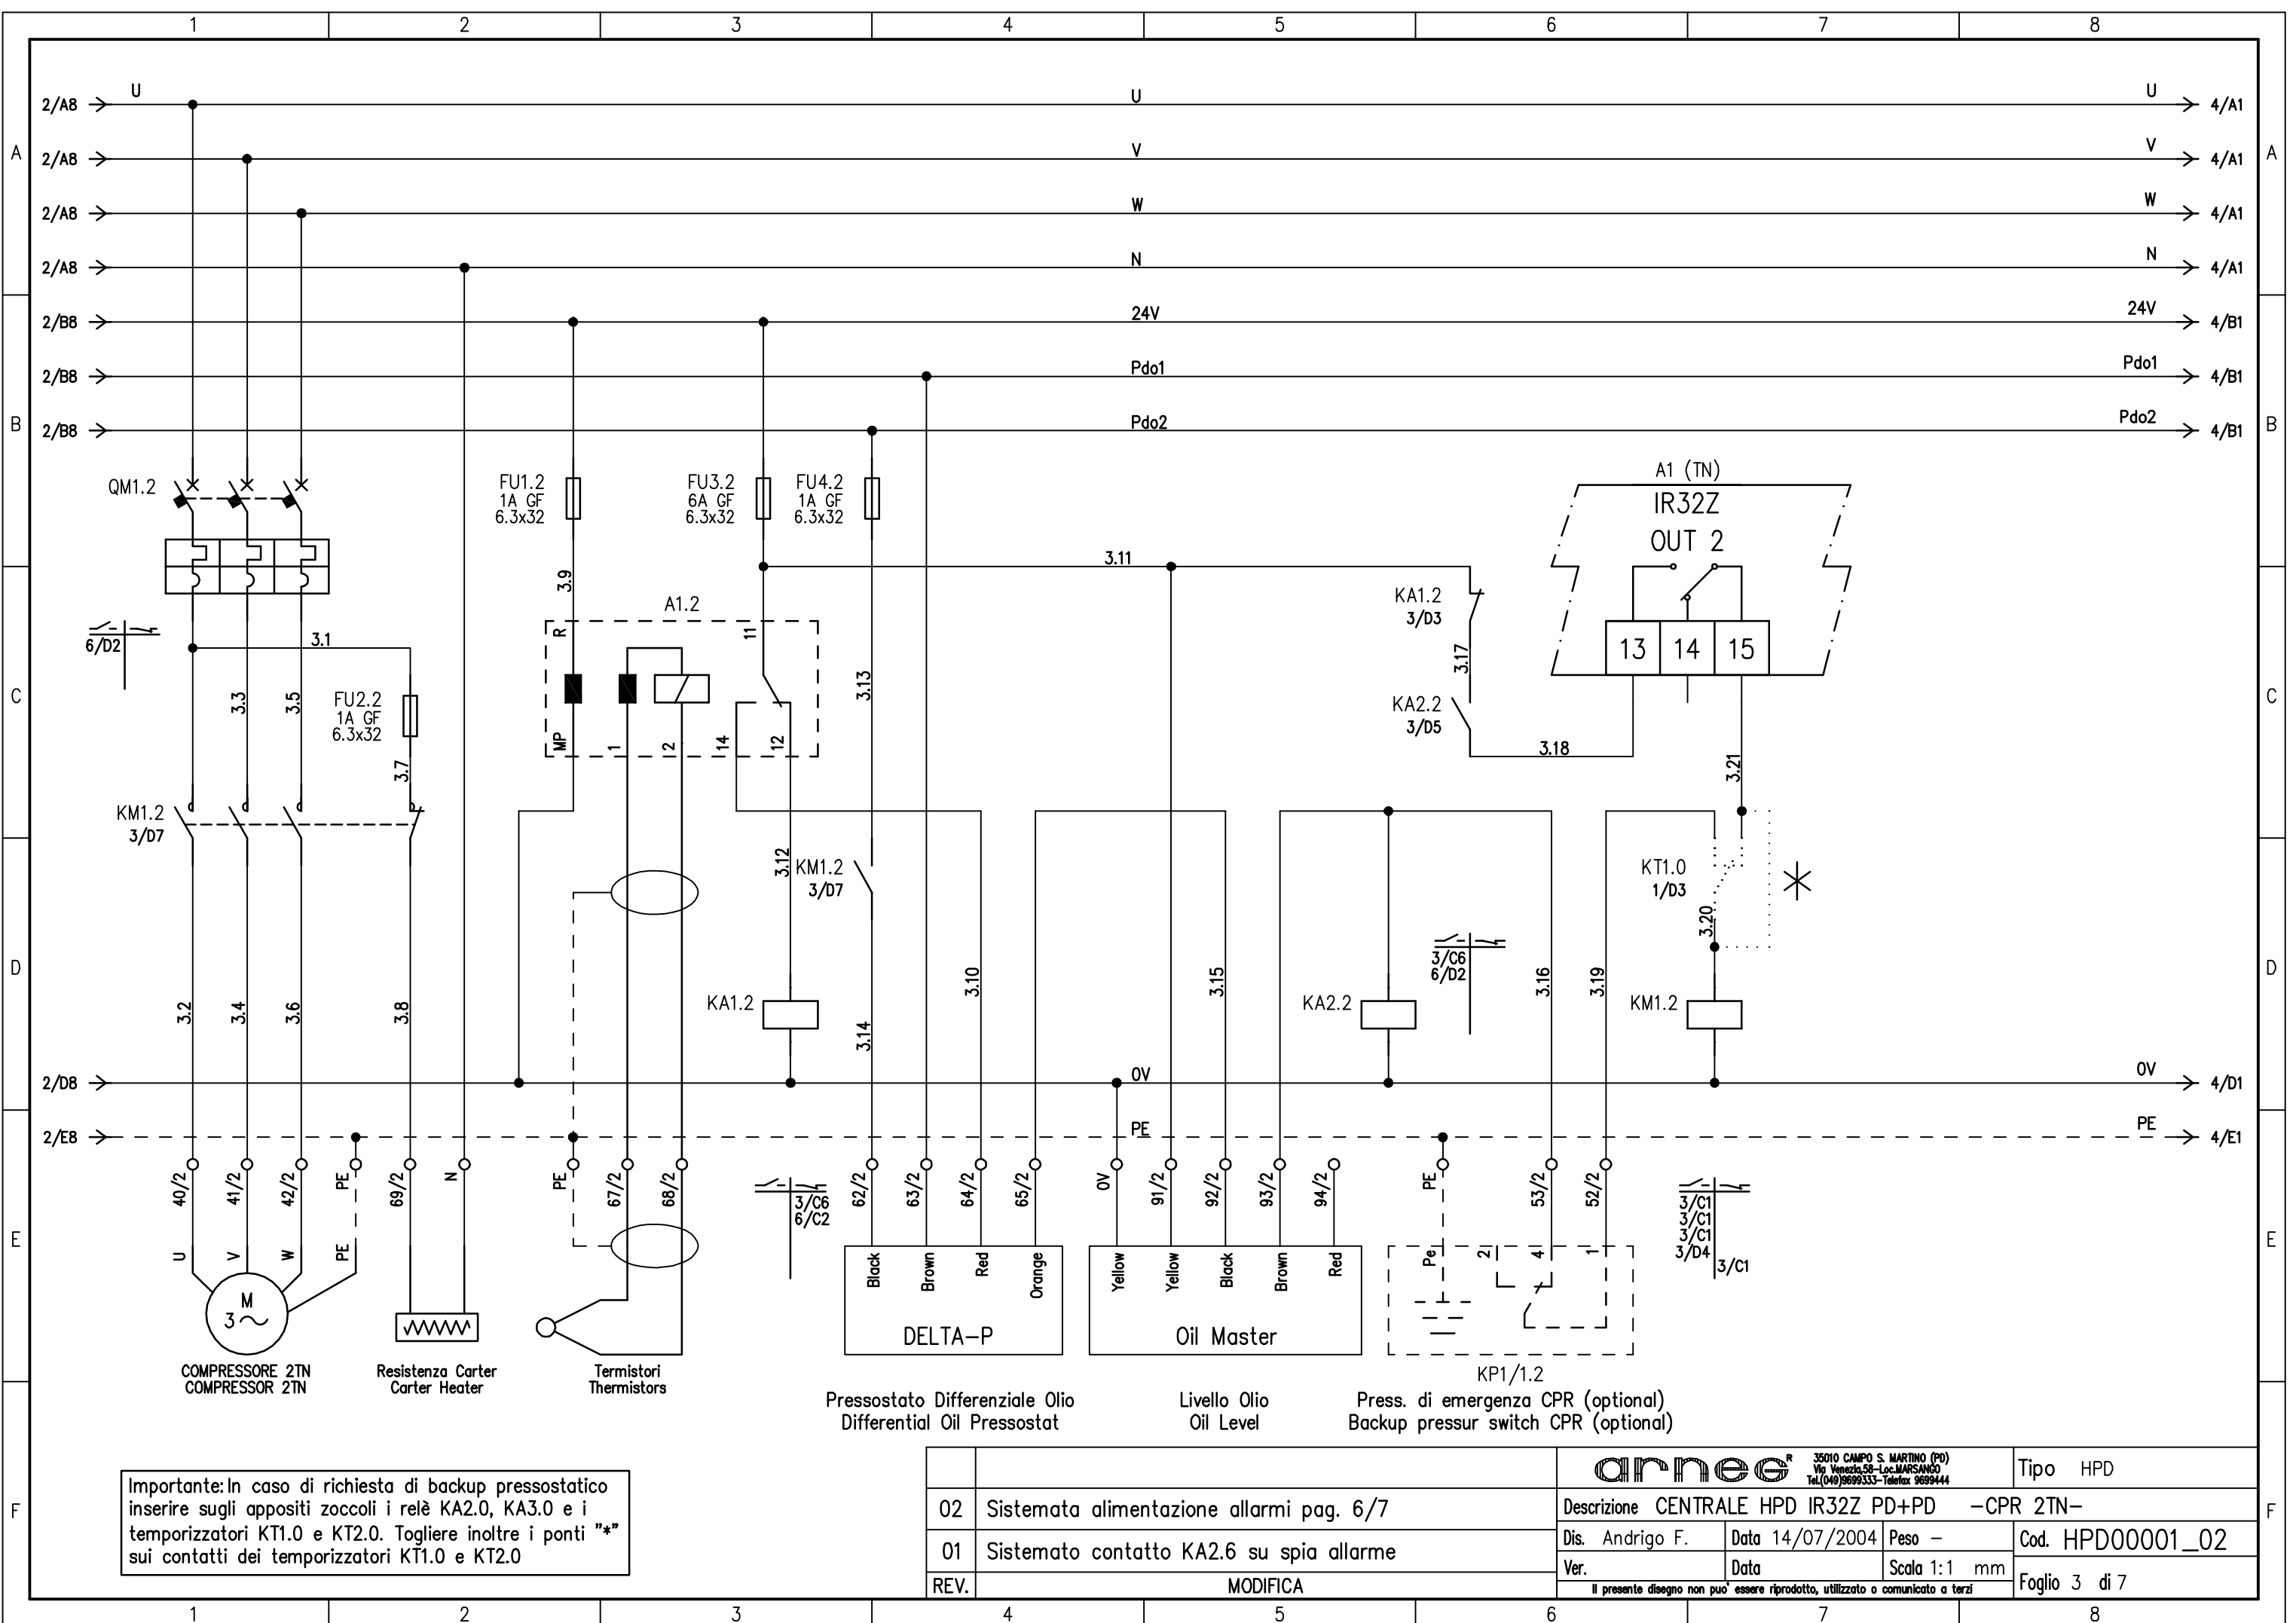 1 2 3 4 5 6 7 8
2/A8 U U U 4/A1
A 2/A8 V V 4/A1 A
2/A8 W W 4/A1
2/A8 N N 4/A1
2/B8 24V 24V 4/B1
2/B8 Pdo1 Pdo1 4/B1
B 2/B8 Pdo2 Pdo2 4/B1 B
QM1.2
FU1.2
1A GF
6.3x32
FU3.2
6A GF
6.3x32
FU4.2
1A GF
6.3x32
A1 (TN)
IR32Z
OUT 2
13 14 15
3.11
3.9
A1.2
R 11
MP 1 2 14 12
KA1.2
3/D3
3.17
KA2.2
3/D5
3.18
3.21
6/D2
3.1
C C
3.3 3.5
FU2.2
1A GF
6.3x32
3.7
3.13
KM1.2
3/D7
3.12
KM1.2
3/D7
KT1.0
1/D3
3.20
*
D D
3/C6
6/D2
3.2 3.4 3.6 3.8
KA1.2
3.14
3.10
3.15
KA2.2
3.16
3.19
KM1.2
2/D8 0V 0V 4/D1
2/E8 PE PE 4/E1
40/2 41/2 42/2 PE 69/2 N PE 67/2 68/2
3/C6
6/C2
62/2 63/2 64/2 65/2
0V 91/2 92/2 93/2 94/2
PE 53/2 52/2
3/C1
3/C1
3/C1
3/D4
3/C1
E E
U V W PE
M
3
Black Brown Red Orange
DELTA-P
Yellow Yellow Black Brown Red
Oil Master
Pe 2 4 1
KP1/1.2
COMPRESSORE 2TN
COMPRESSOR 2TN
Resistenza Carter
Carter Heater
Termistori
Thermistors
Pressostato Differenziale Olio
Differential Oil Pressostat
Livello Olio
Oil Level
Press. di emergenza CPR (optional)
Backup pressur switch CPR (optional)
F F
Importante: In caso di richiesta di backup pressostatico
inserire sugli appositi zoccoli i relè KA2.0, KA3.0 e i
temporizzatori KT1.0 e KT2.0. Togliere inoltre i ponti "*"
sui contatti dei temporizzatori KT1.0 e KT2.0
02 Sistemata alimentazione allarmi pag. 6/7
01 Sistemato contatto KA2.6 su spia allarme
REV. MODIFICA
arneg R
35010 CAMPO S. MARTINO (PD)
Via Venezia,58-Loc.MARSANGO
Tel.(049)9699333-Telefax 9699444
Tipo HPD
Descrizione CENTRALE HPD IR32Z PD+PD -CPR 2TN-
Dis. Andrigo F. Data 14/07/2004 Peso -
Cod. HPD00001_02
Ver. Data Scala 1:1 mm
Foglio 3 di 7
Il presente disegno non puo' essere riprodotto, utilizzato o comunicato a terzi
1 2 3 4 5 6 7 8